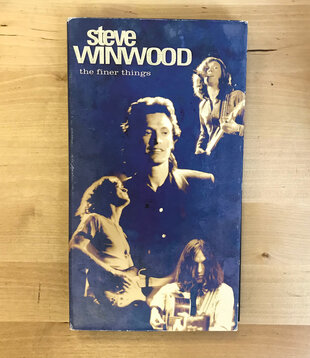 steve
WINWOOD
the finer things